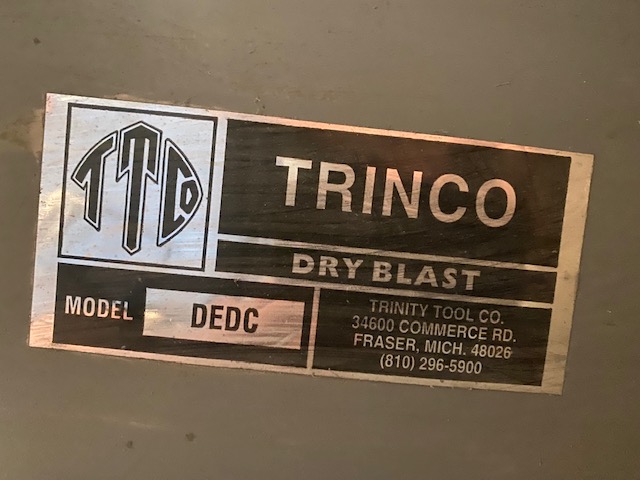 TTCO
TRINCO
DRY BLAST
MODEL DEDC
TRINITY TOOL CO.
34600 COMMERCE RD.
FRASER, MICH. 48026
(810) 296-5900